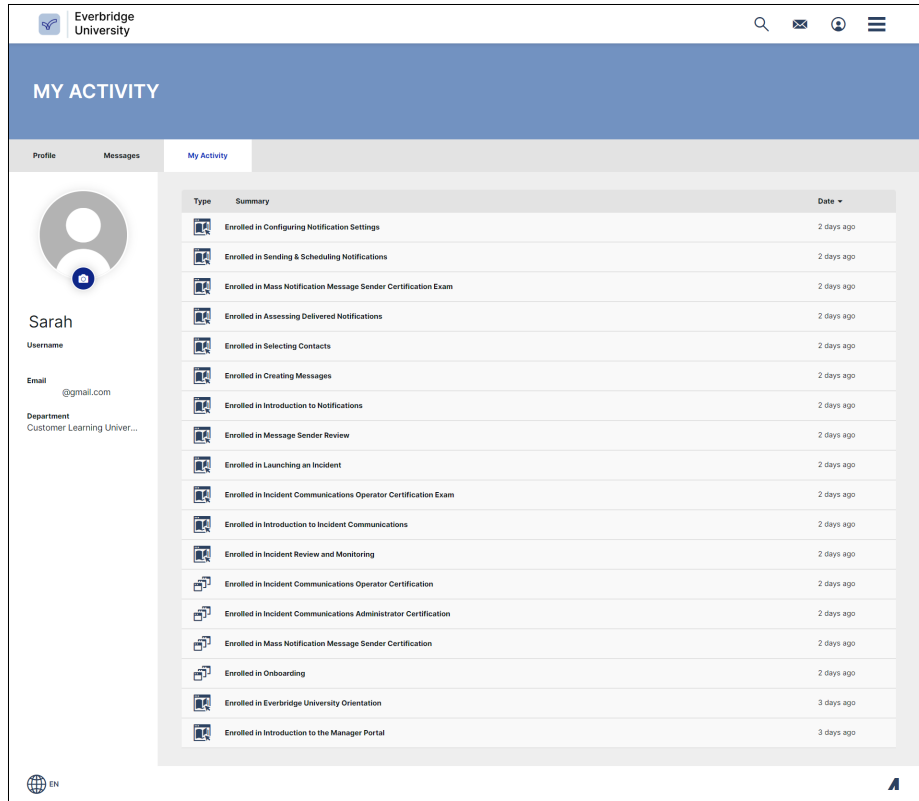 Everbridge
University
MY ACTIVITY
Profile Messages My Activity
Type Summary Date
Enrolled in Configuring Notification Settings 2 days ago
Enrolled in Sending & Scheduling Notifications 2 days ago
Enrolled in Mass Notification Message Sender Certification Exam 2 days ago
Enrolled in Assessing Delivered Notifications 2 days ago
Enrolled in Selecting Contacts 2 days ago
Enrolled in Creating Messages 2 days ago
Enrolled in Introduction to Notifications 2 days ago
Enrolled in Message Sender Review 2 days ago
Enrolled in Launching an Incident 2 days ago
Enrolled in Incident Communications Operator Certification Exam 2 days ago
Enrolled in Introduction to Incident Communications 2 days ago
Enrolled in Incident Review and Monitoring 2 days ago
Enrolled in Incident Communications Operator Certification 2 days ago
Enrolled in Incident Communications Administrator Certification 2 days ago
Enrolled in Mass Notification Message Sender Certification 2 days ago
Enrolled in Onboarding 2 days ago
Enrolled in Everbridge University Orientation 3 days ago
Enrolled in Introduction to the Manager Portal 3 days ago
Sarah
Username
Email
@gmail.com
Department
Customer Learning Univer...
EN